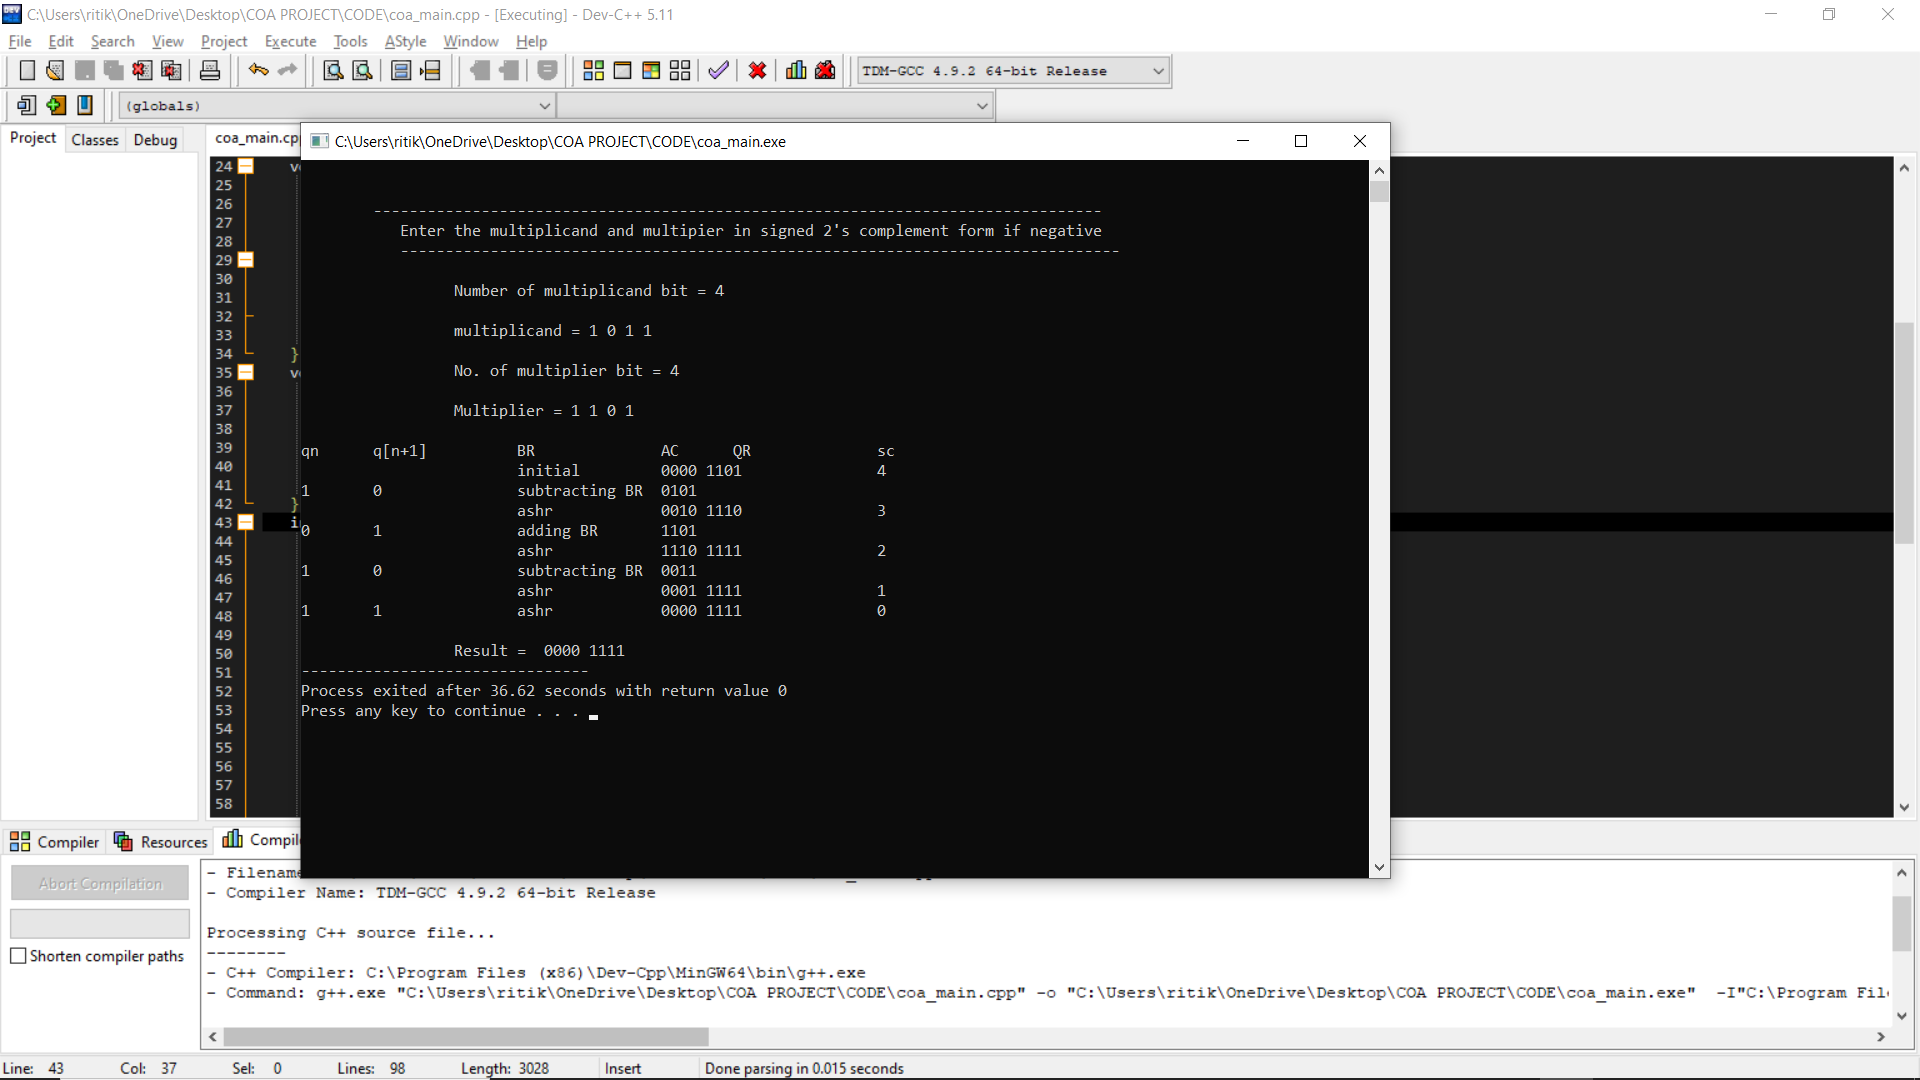 C:\Users\ritik\OneDrive\Desktop\COA PROJECT\CODE\coa_main.cpp - [Executing] - Dev-C++ 5.11
File Edit Search View Project Execute Tools AStyle Window Help
TDM-GCC 4.9.2 64-bit Release
(globals)
Project Classes Debug
coa_main.cp
C:\Users\ritik\OneDrive\Desktop\COA PROJECT\CODE\coa_main.exe
24
25
26
27
28
29
30
31
32
33
34 }
35
36
37
38
39
40
41
42 }
43
44
45
46
47
48
49
50
51
52
53
54
55
56
57
58
--------------------------------------------------------------------------------
Enter the multiplicand and multipier in signed 2's complement form if negative
--------------------------------------------------------------------------------
Number of multiplicand bit = 4
multiplicand = 1 0 1 1
No. of multiplier bit = 4
Multiplier = 1 1 0 1
qn q[n+1] BR AC QR sc
initial 0000 1101 4
1 0 subtracting BR 0101
ashr 0010 1110 3
0 1 adding BR 1101
ashr 1110 1111 2
1 0 subtracting BR 0011
ashr 0001 1111 1
1 1 ashr 0000 1111 0
Result = 0000 1111
--------------------------------
Process exited after 36.62 seconds with return value 0
Press any key to continue . . .
Compiler Resources Compil
Abort Compilation
Shorten compiler paths
- Filenam
- Compiler Name: TDM-GCC 4.9.2 64-bit Release
Processing C++ source file...
--------
- C++ Compiler: C:\Program Files (x86)\Dev-Cpp\MinGW64\bin\g++.exe
- Command: g++.exe "C:\Users\ritik\OneDrive\Desktop\COA PROJECT\CODE\coa_main.cpp" -o "C:\Users\ritik\OneDrive\Desktop\COA PROJECT\CODE\coa_main.exe" -I"C:\Program Fil
Line: 43 Col: 37 Sel: 0 Lines: 98 Length: 3028 Insert Done parsing in 0.015 seconds